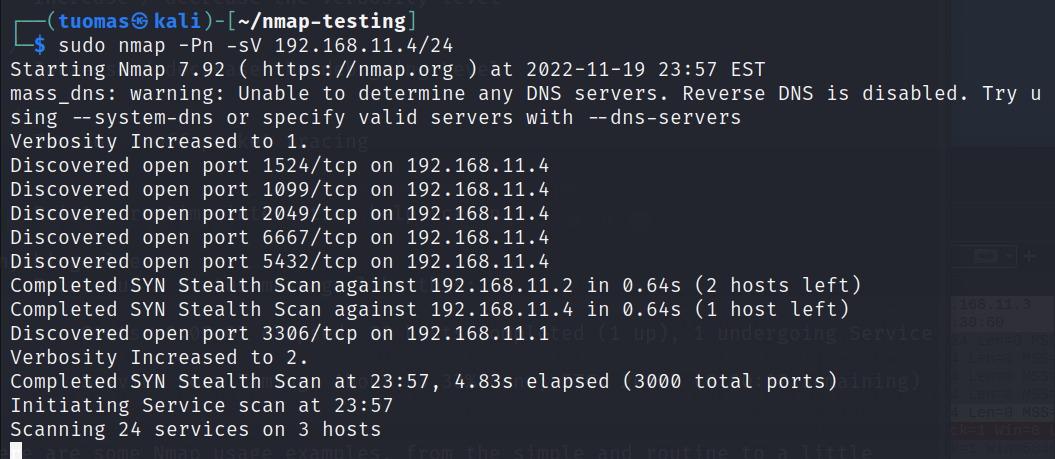 ┌──(tuomas㉿kali)-[~/nmap-testing]
└─$ sudo nmap -Pn -sV 192.168.11.4/24
Starting Nmap 7.92 ( https://nmap.org ) at 2022-11-19 23:57 EST
mass_dns: warning: Unable to determine any DNS servers. Reverse DNS is disabled. Try u
sing --system-dns or specify valid servers with --dns-servers
Verbosity Increased to 1.
Discovered open port 1524/tcp on 192.168.11.4
Discovered open port 1099/tcp on 192.168.11.4
Discovered open port 2049/tcp on 192.168.11.4
Discovered open port 6667/tcp on 192.168.11.4
Discovered open port 5432/tcp on 192.168.11.4
Completed SYN Stealth Scan against 192.168.11.2 in 0.64s (2 hosts left)
Completed SYN Stealth Scan against 192.168.11.4 in 0.64s (1 host left)
Discovered open port 3306/tcp on 192.168.11.1
Verbosity Increased to 2.
Completed SYN Stealth Scan at 23:57, 4.83s elapsed (3000 total ports)
Initiating Service scan at 23:57
Scanning 24 services on 3 hosts